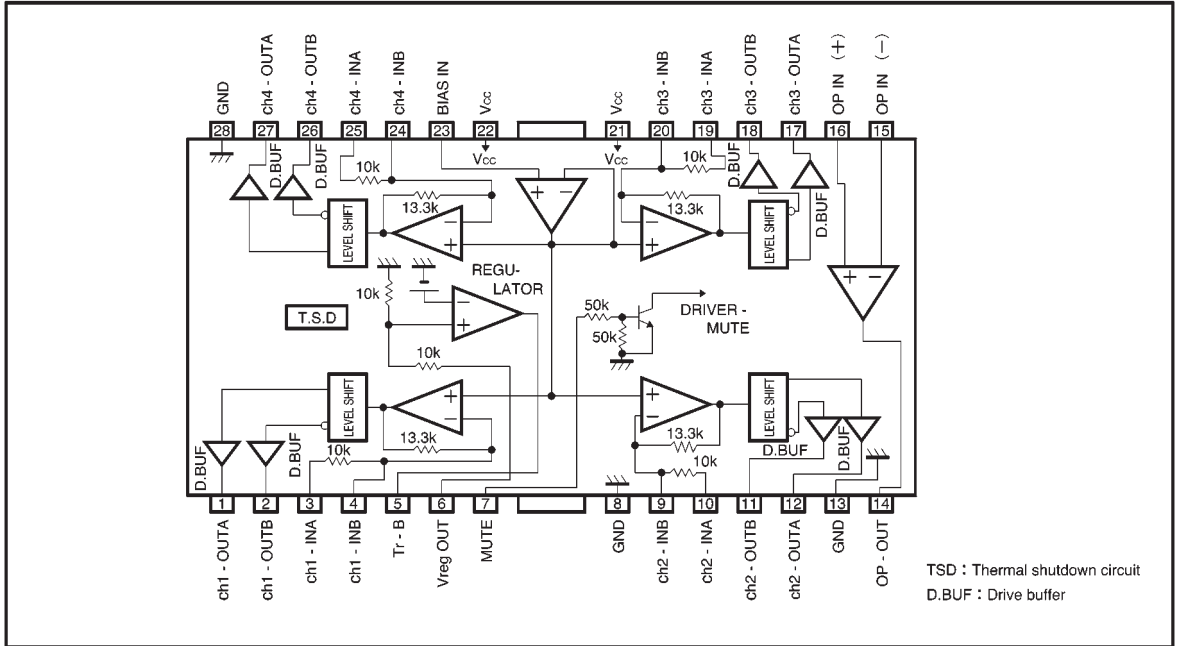 GND
ch4 - OUTA
ch4 - OUTB
ch4 - INA
ch4 - INB
BIAS IN
Vcc
Vcc
ch3 - INB
ch3 - INA
ch3 - OUTB
ch3 - OUTA
OP IN (+)
OP IN (−)
28
27
26
25
24
23
22
21
20
19
18
17
16
15
D.BUF
D.BUF
10k
Vcc
Vcc
10k
D.BUF
D.BUF
13.3k
+ −
13.3k
LEVEL SHIFT
−
+
−
+
LEVEL SHIFT
+ −
10k
REGU-
LATOR
−
+
T.S.D
50k
50k
DRIVER -
MUTE
10k
LEVEL SHIFT
+
−
+
−
LEVEL SHIFT
13.3k
10k
13.3k
10k
D.BUF
D.BUF
D.BUF
D.BUF
1
2
3
4
5
6
7
8
9
10
11
12
13
14
ch1 - OUTA
ch1 - OUTB
ch1 - INA
ch1 - INB
Tr - B
Vreg OUT
MUTE
GND
ch2 - INB
ch2 - INA
ch2 - OUTB
ch2 - OUTA
GND
OP - OUT
TSD : Thermal shutdown circuit
D.BUF : Drive buffer